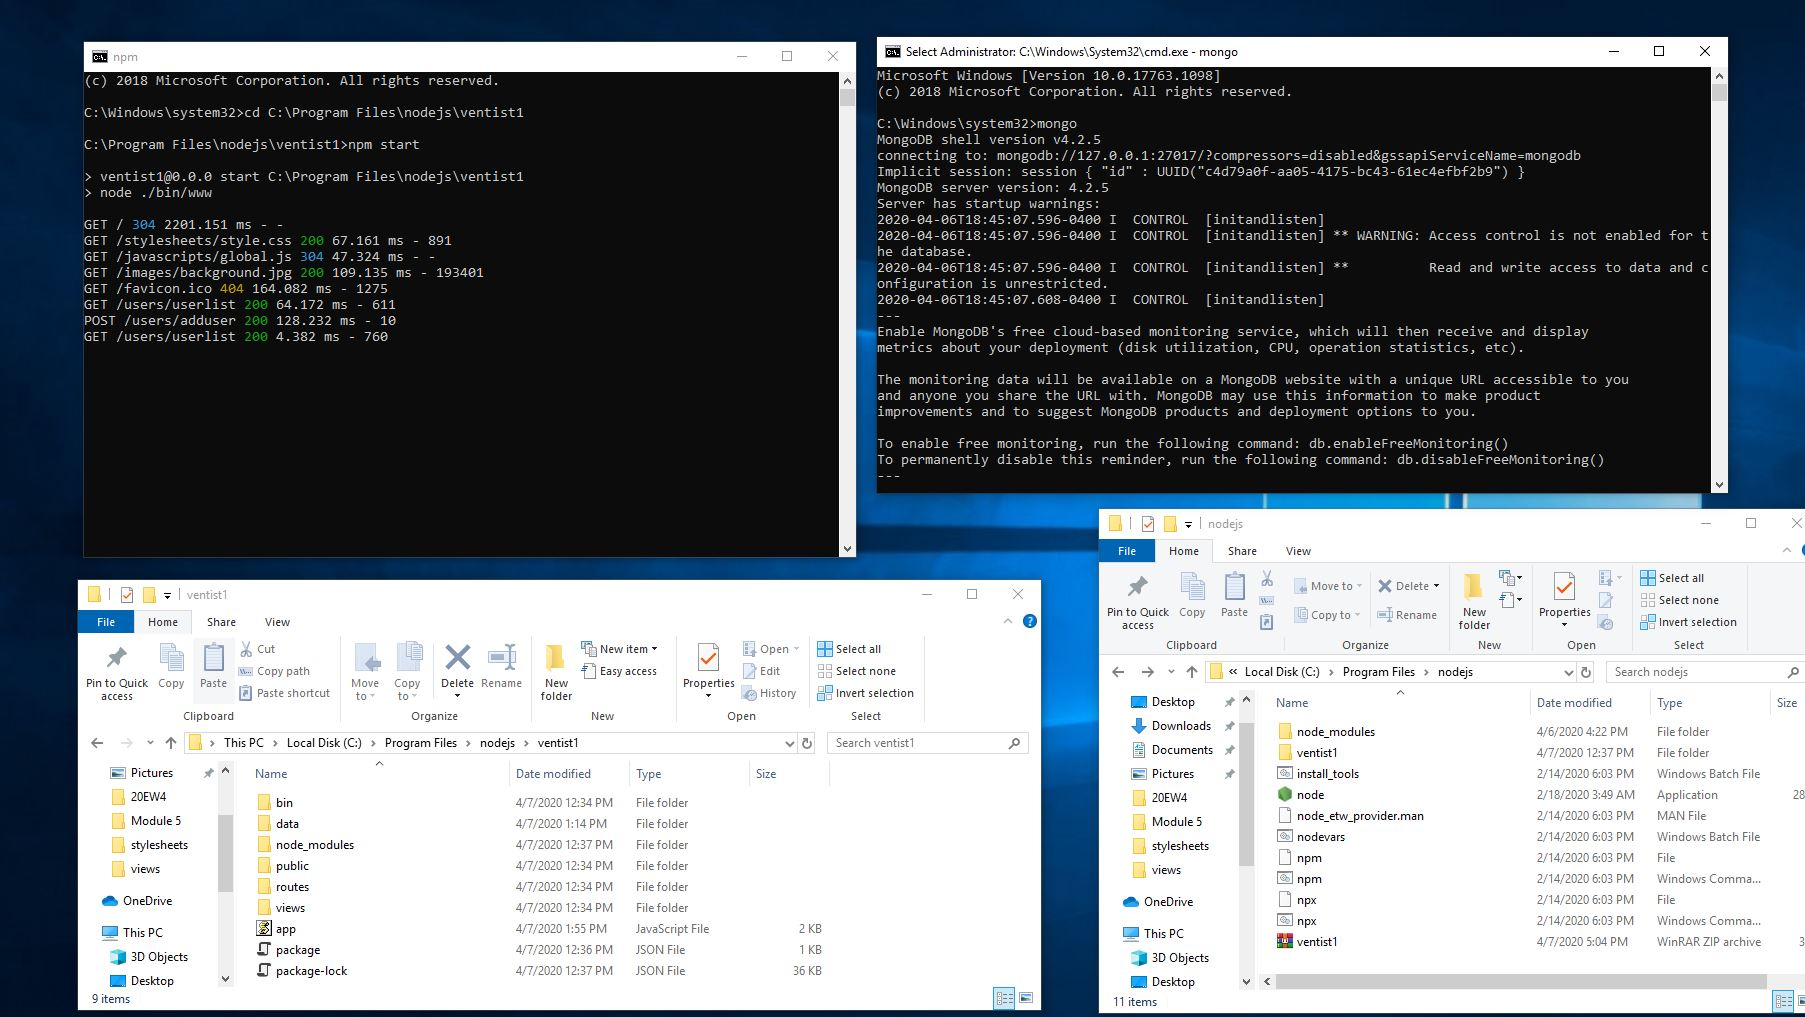 npm
(c) 2018 Microsoft Corporation. All rights reserved.
C:\Windows\system32>cd C:\Program Files\nodejs\ventist1
C:\Program Files\nodejs\ventist1>npm start
> ventist1@0.0.0 start C:\Program Files\nodejs\ventist1
> node ./bin/www
GET / 304 2201.151 ms - -
GET /stylesheets/style.css 200 67.161 ms - 891
GET /javascripts/global.js 304 47.324 ms - -
GET /images/background.jpg 200 109.135 ms - 193401
GET /favicon.ico 404 164.082 ms - 1275
GET /users/userlist 200 64.172 ms - 611
POST /users/adduser 200 128.232 ms - 10
GET /users/userlist 200 4.382 ms - 760
Select Administrator: C:\Windows\System32\cmd.exe - mongo
Microsoft Windows [Version 10.0.17763.1098]
(c) 2018 Microsoft Corporation. All rights reserved.
C:\Windows\system32>mongo
MongoDB shell version v4.2.5
connecting to: mongodb://127.0.0.1:27017/?compressors=disabled&gssapiServiceName=mongodb
Implicit session: session { "id" : UUID("c4d79a0f-aa05-4175-bc43-61ec4efbf2b9") }
MongoDB server version: 4.2.5
Server has startup warnings:
2020-04-06T18:45:07.596-0400 I  CONTROL  [initandlisten]
2020-04-06T18:45:07.596-0400 I  CONTROL  [initandlisten] ** WARNING: Access control is not enabled for t
he database.
2020-04-06T18:45:07.596-0400 I  CONTROL  [initandlisten] **          Read and write access to data and c
onfiguration is unrestricted.
2020-04-06T18:45:07.608-0400 I  CONTROL  [initandlisten]
---
Enable MongoDB's free cloud-based monitoring service, which will then receive and display
metrics about your deployment (disk utilization, CPU, operation statistics, etc).
The monitoring data will be available on a MongoDB website with a unique URL accessible to you
and anyone you share the URL with. MongoDB may use this information to make product
improvements and to suggest MongoDB products and deployment options to you.
To enable free monitoring, run the following command: db.enableFreeMonitoring()
To permanently disable this reminder, run the following command: db.disableFreeMonitoring()
---
ventist1
File Home Share View
Pin to Quick access
Copy
Paste
Cut
Copy path
Paste shortcut
Clipboard
Move to
Copy to
Delete
Rename
Organize
New folder
New item
Easy access
New
Properties
Open
Edit
History
Open
Select all
Select none
Invert selection
Select
This PC > Local Disk (C:) > Program Files > nodejs > ventist1
Search ventist1
Pictures
20EW4
Module 5
stylesheets
views
OneDrive
This PC
3D Objects
Desktop
Name Date modified Type Size
bin 4/7/2020 12:34 PM File folder
data 4/7/2020 1:14 PM File folder
node_modules 4/7/2020 12:37 PM File folder
public 4/7/2020 12:34 PM File folder
routes 4/7/2020 12:34 PM File folder
views 4/7/2020 12:34 PM File folder
app 4/7/2020 1:55 PM JavaScript File 2 KB
package 4/7/2020 12:36 PM JSON File 1 KB
package-lock 4/7/2020 12:37 PM JSON File 36 KB
9 items
nodejs
File Home Share View
Pin to Quick access
Copy
Paste
Clipboard
Move to
Copy to
Delete
Rename
Organize
New folder
New
Properties
Open
Select all
Select none
Invert selection
Select
« Local Disk (C:) > Program Files > nodejs
Search nodejs
Desktop
Downloads
Documents
Pictures
20EW4
Module 5
stylesheets
views
OneDrive
This PC
3D Objects
Desktop
Name Date modified Type Size
node_modules 4/6/2020 4:22 PM File folder
ventist1 4/7/2020 12:37 PM File folder
install_tools 2/14/2020 6:03 PM Windows Batch File
node 2/18/2020 3:49 AM Application 28
node_etw_provider.man 2/14/2020 6:03 PM MAN File
nodevars 2/14/2020 6:03 PM Windows Batch File
npm 2/14/2020 6:03 PM File
npm 2/14/2020 6:03 PM Windows Comma...
npx 2/14/2020 6:03 PM File
npx 2/14/2020 6:03 PM Windows Comma...
ventist1 4/7/2020 5:04 PM WinRAR ZIP archive 3
11 items